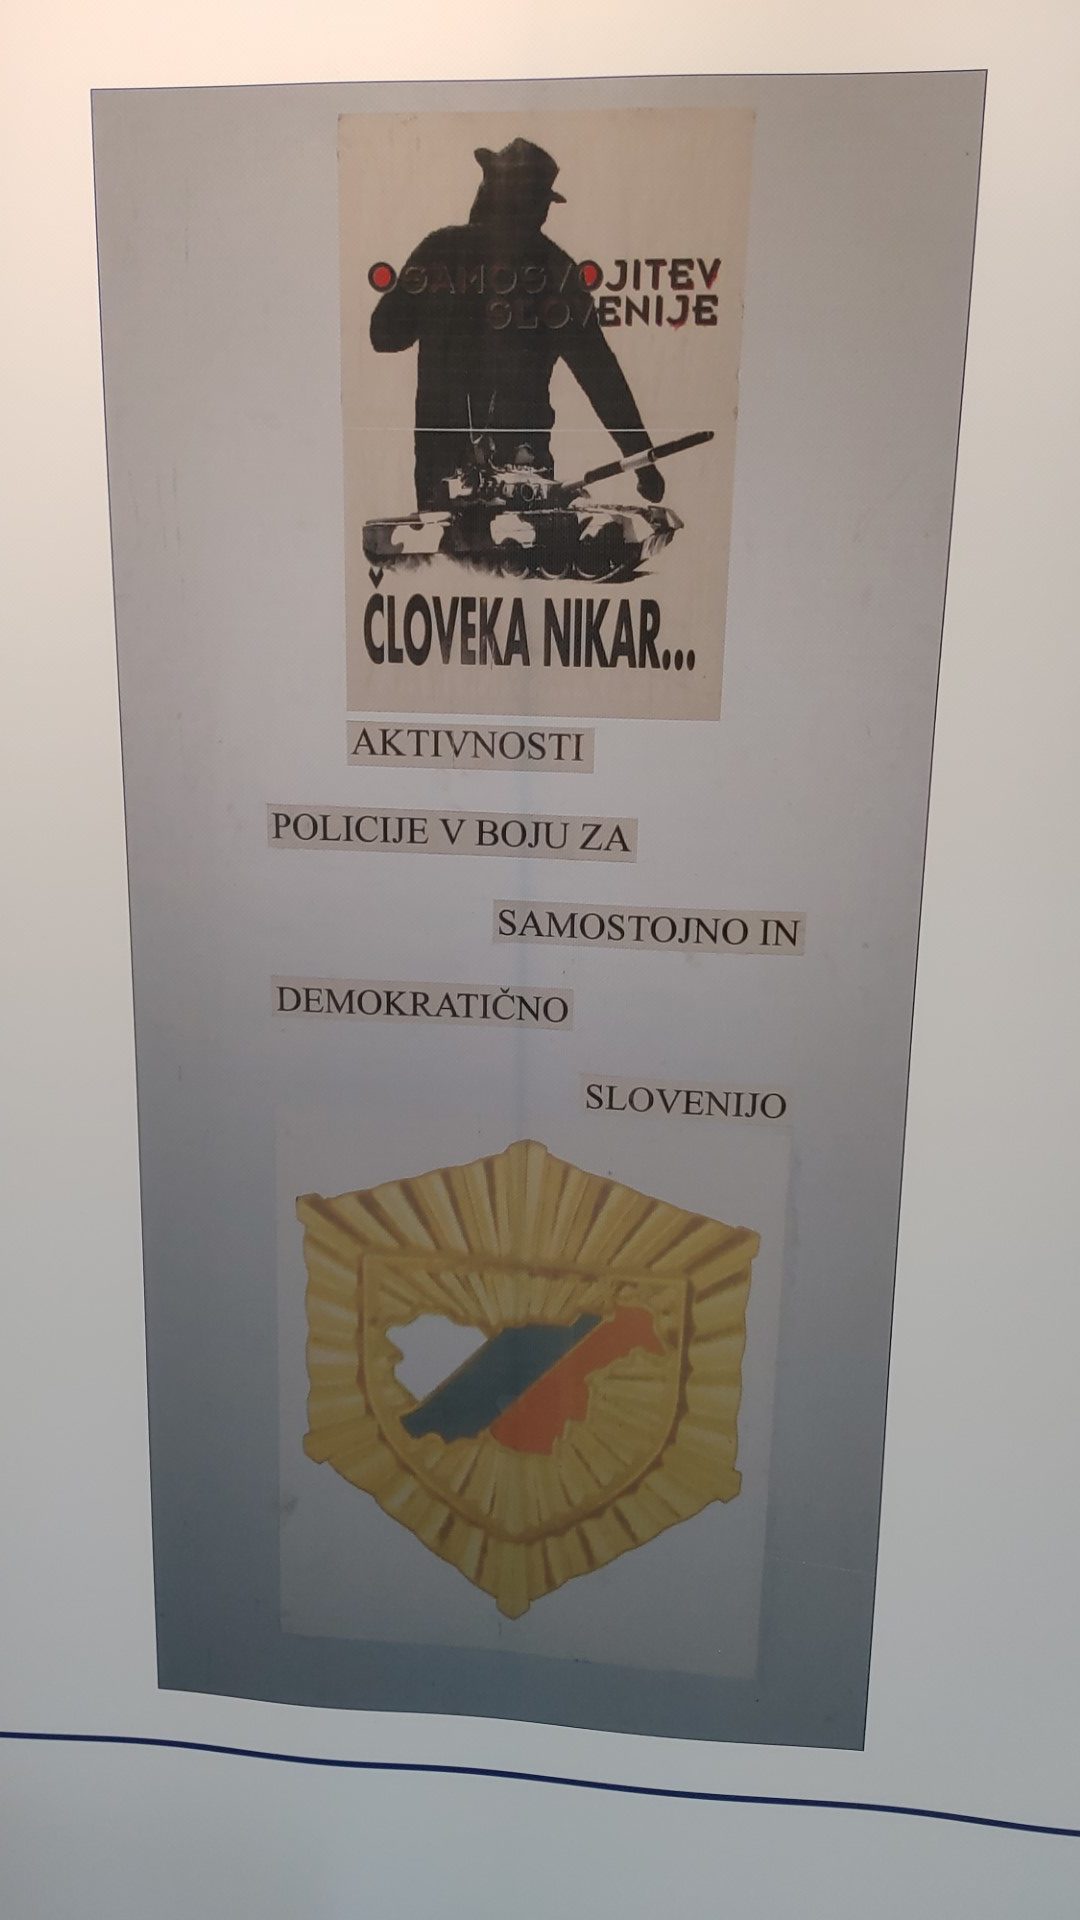 OSAMOSVOJITEV
SLOVENIJE
ČLOVEKA NIKAR...
AKTIVNOSTI
POLICIJE V BOJU ZA
SAMOSTOJNO IN
DEMOKRATIČNO
SLOVENIJO